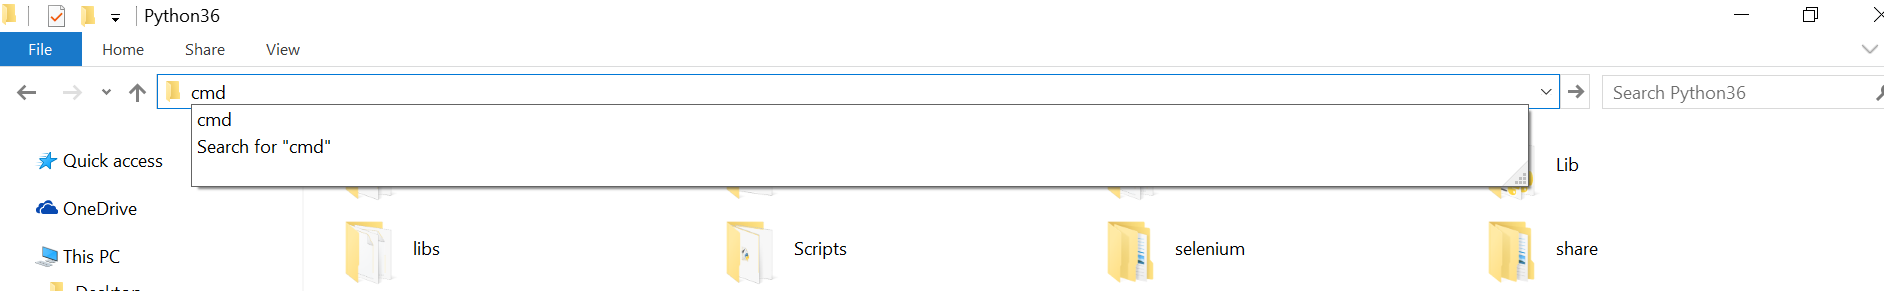 Python36
File Home Share View
cmd
Search Python36
cmd
Search for "cmd"
Quick access
Lib
OneDrive
libs Scripts selenium share
This PC
Desktop